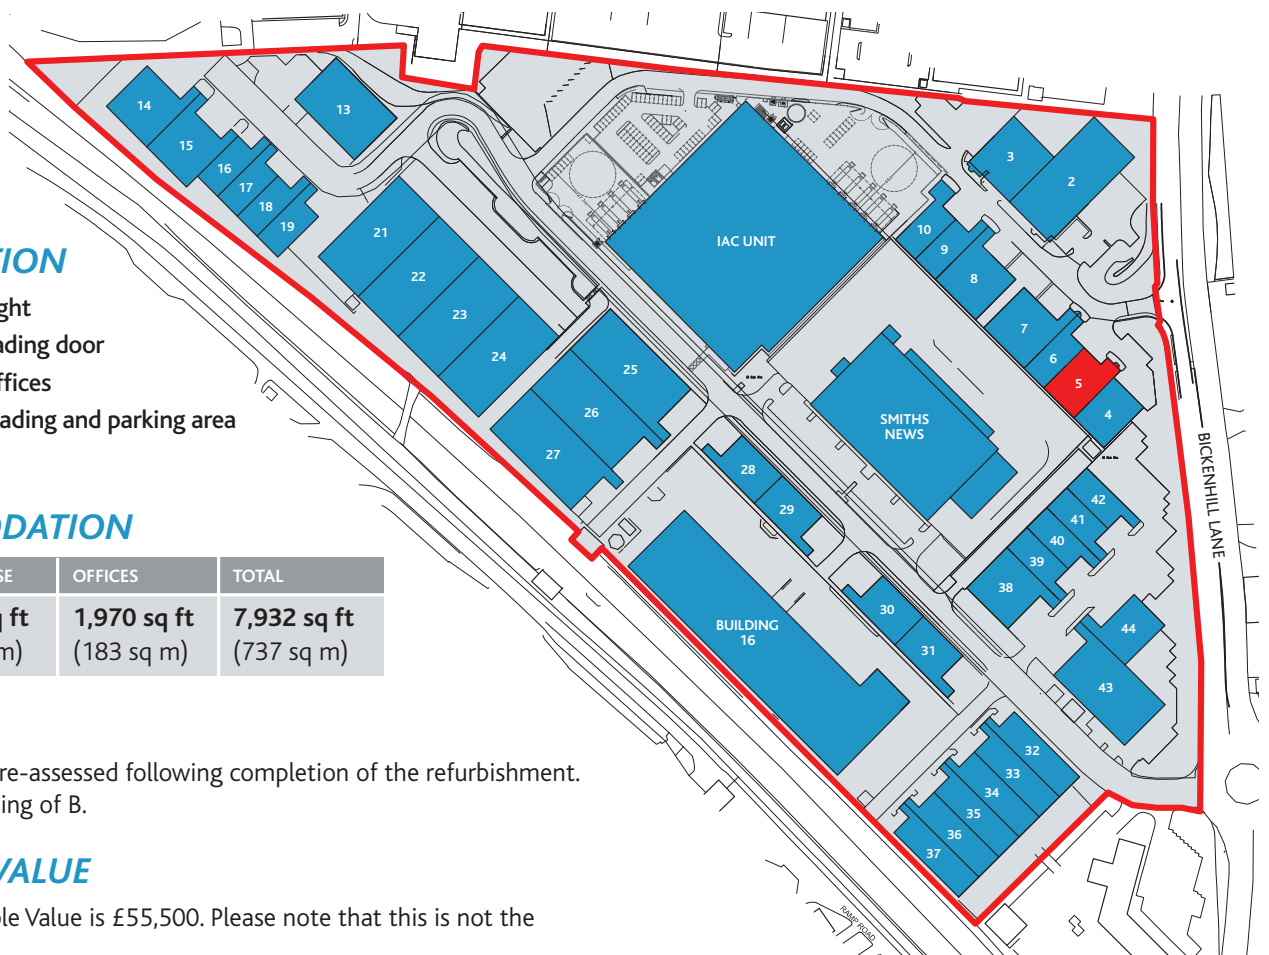 TION
ght
ading door
ffices
ading and parking area
ODATION
SE OFFICES TOTAL
q ft 1,970 sq ft 7,932 sq ft
m) (183 sq m) (737 sq m)
re-assessed following completion of the refurbishment.
ting of B.
VALUE
ble Value is £55,500. Please note that this is not the
14
15
16
17
18
19
13
21
22
23
24
25
26
27
IAC UNIT
3
2
10
9
8
7
6
5
4
SMITHS
NEWS
28
29
30
31
BUILDING
16
42
41
40
39
38
44
43
32
33
34
35
36
37
BICKENHILL LANE
RAMP ROAD